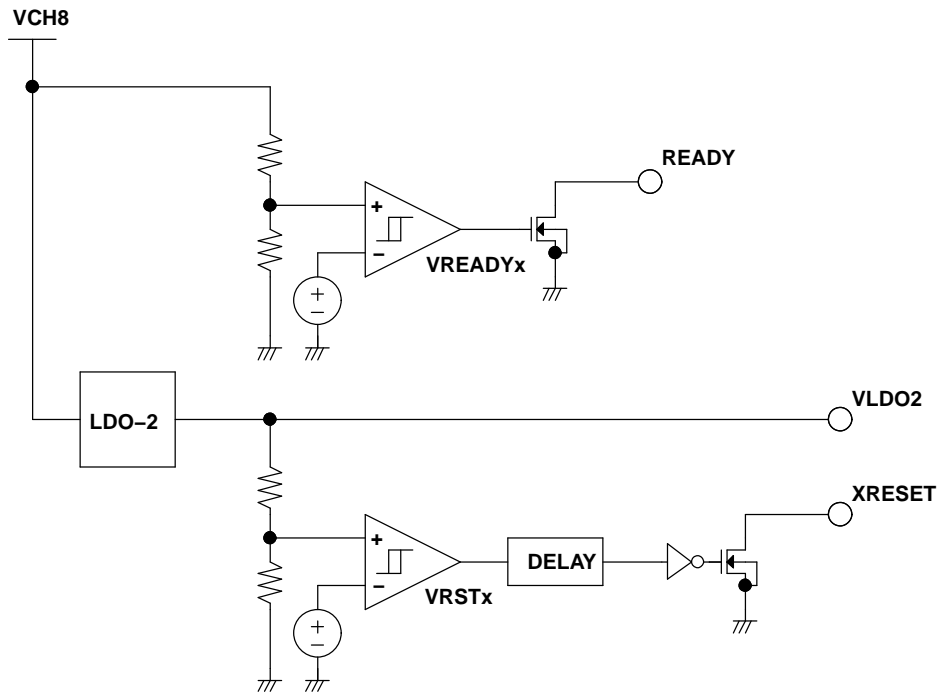 VCH8
READY
+
−
VREADYx
+
−
LDO−2
VLDO2
XRESET
+
−
DELAY
VRSTx
+
−